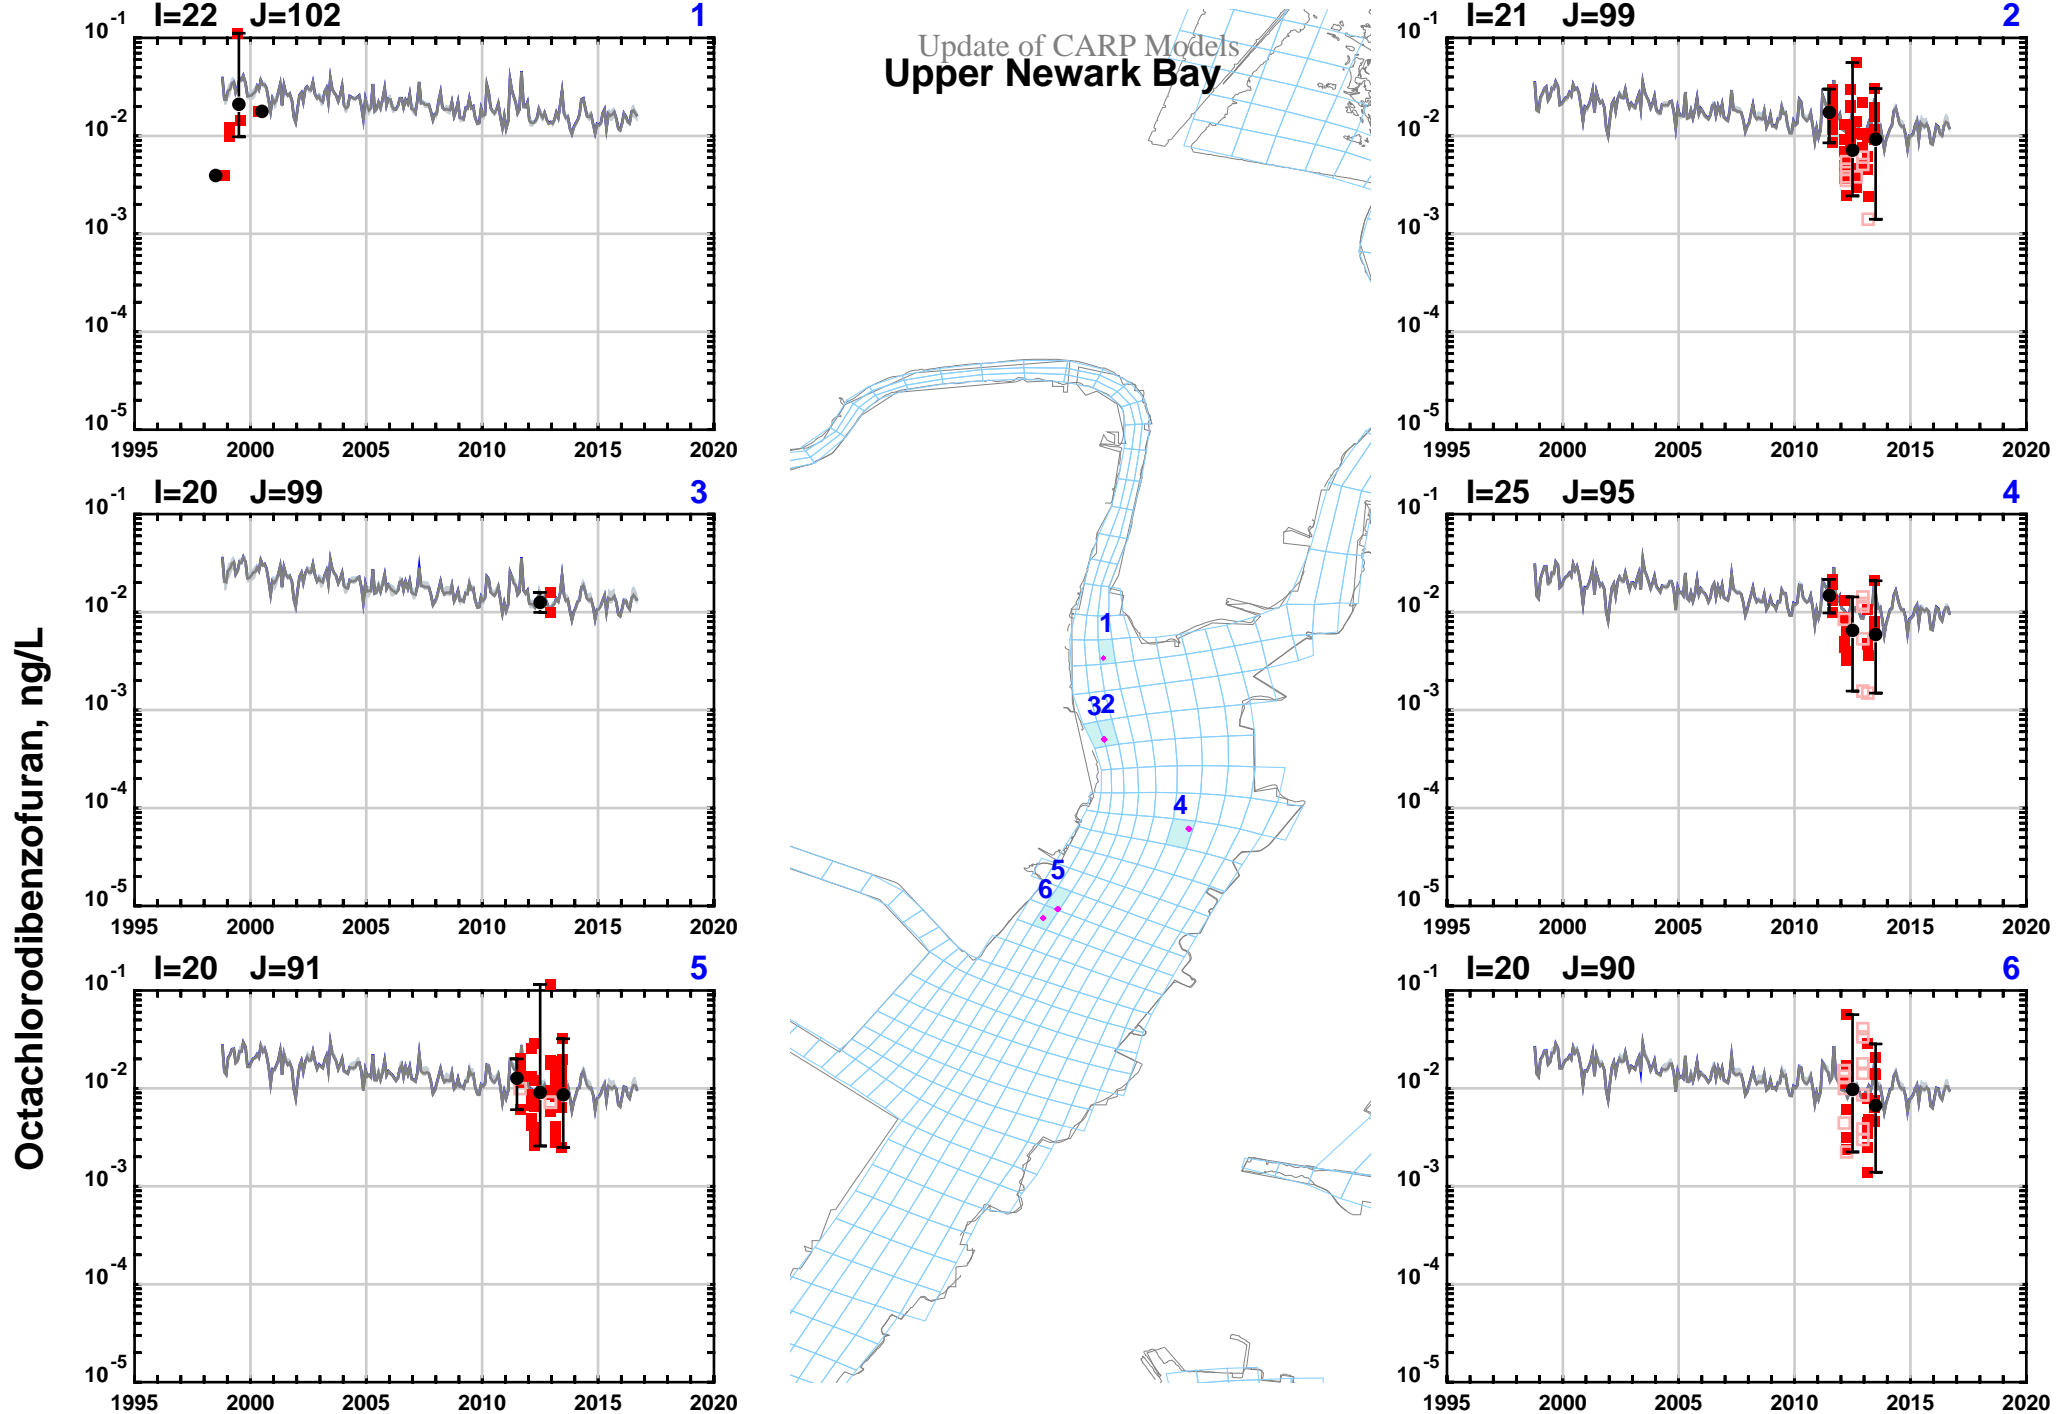 Update of CARP Models
Upper Newark Bay
Octachlorodibenzofuran, ng/L
I=22 J=102 1
10-1
10-2
10-3
10-4
10-5
1995 2000 2005 2010 2015 2020
I=21 J=99 2
10-1
10-2
10-3
10-4
10-5
1995 2000 2005 2010 2015 2020
I=20 J=99 3
10-1
10-2
10-3
10-4
10-5
1995 2000 2005 2010 2015 2020
I=25 J=95 4
10-1
10-2
10-3
10-4
10-5
1995 2000 2005 2010 2015 2020
I=20 J=91 5
10-1
10-2
10-3
10-4
10-5
1995 2000 2005 2010 2015 2020
I=20 J=90 6
10-1
10-2
10-3
10-4
10-5
1995 2000 2005 2010 2015 2020
1
32
4
5
6